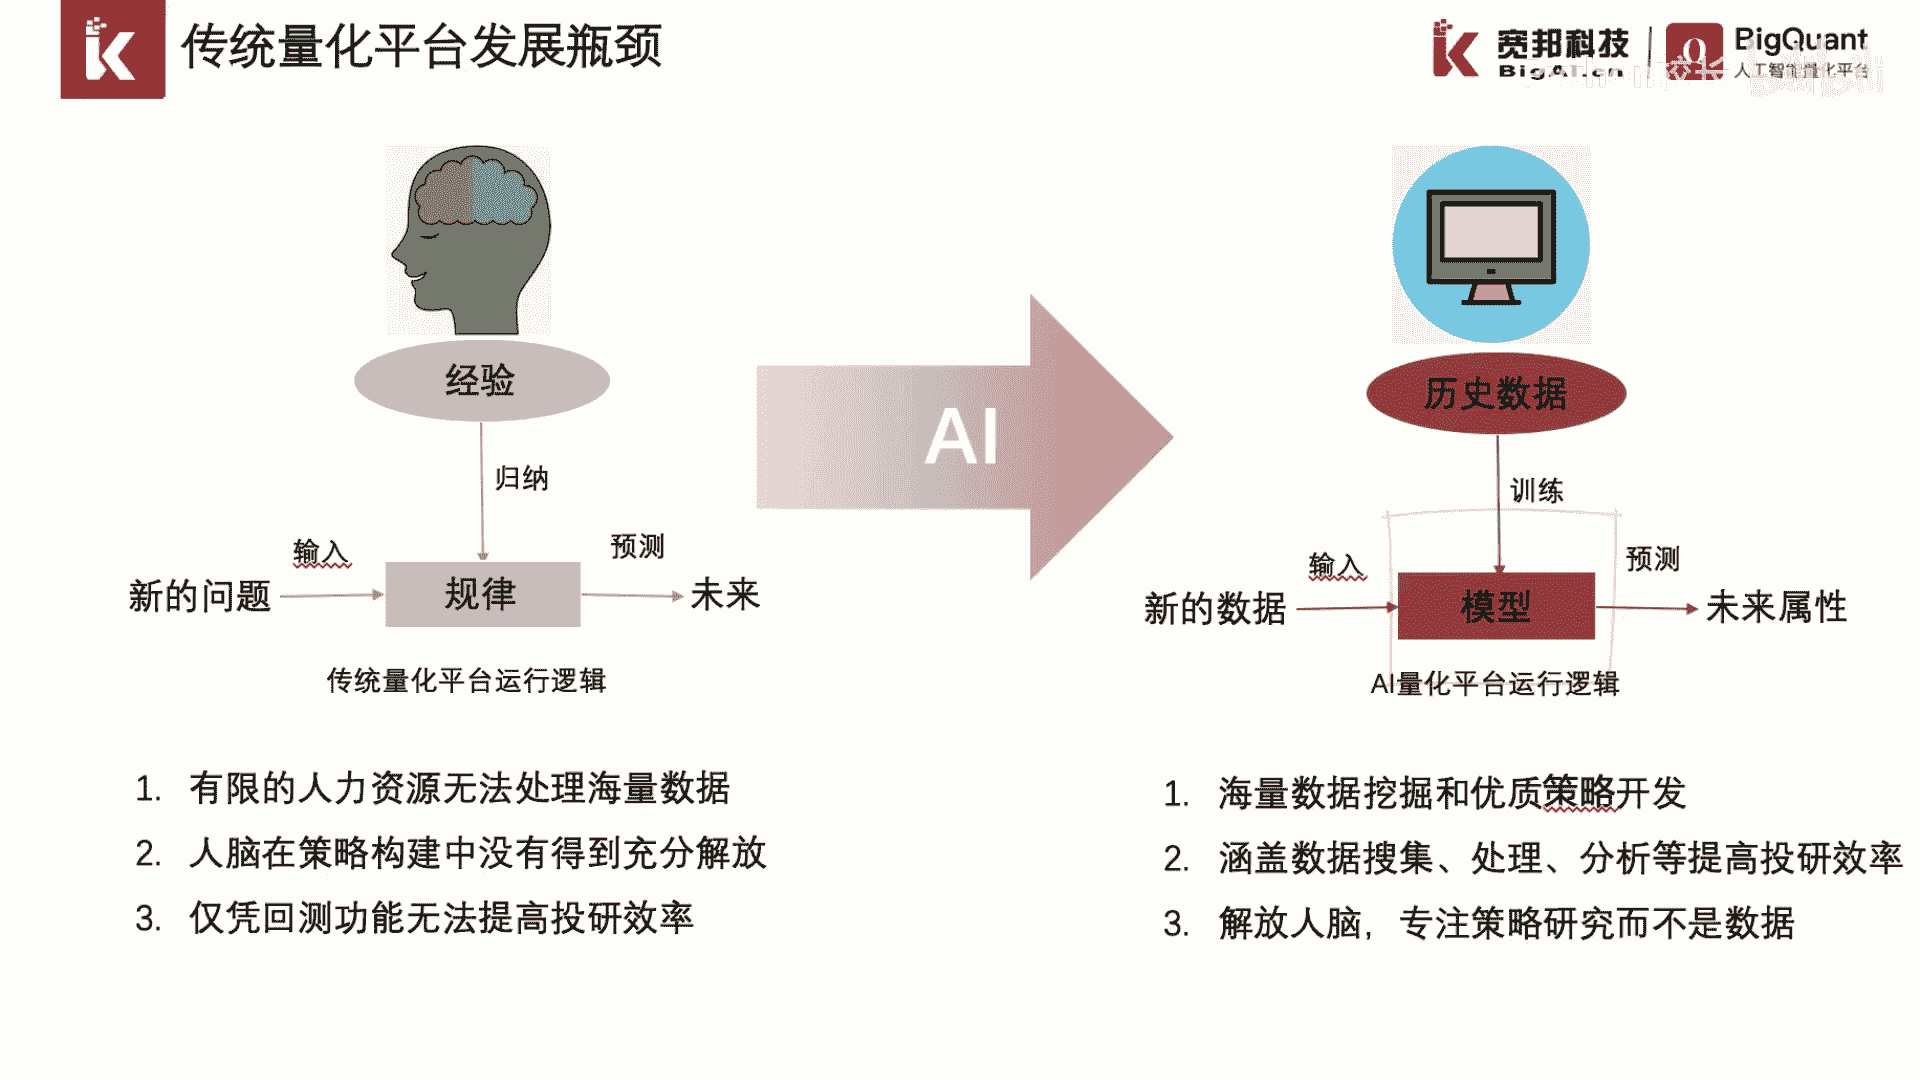 传统量化平台发展瓶颈
宽邦科技
BigAI.cn
BigQuant
人工智能量化平台
经验
归纳
输入
预测
新的问题
规律
未来
传统量化平台运行逻辑
AI
历史数据
训练
输入
预测
新的数据
模型
未来属性
AI量化平台运行逻辑
1. 有限的人力资源无法处理海量数据
2. 人脑在策略构建中没有得到充分解放
3. 仅凭回测功能无法提高投研效率
1. 海量数据挖掘和优质策略开发
2. 涵盖数据搜集、处理、分析等提高投研效率
3. 解放人脑，专注策略研究而不是数据